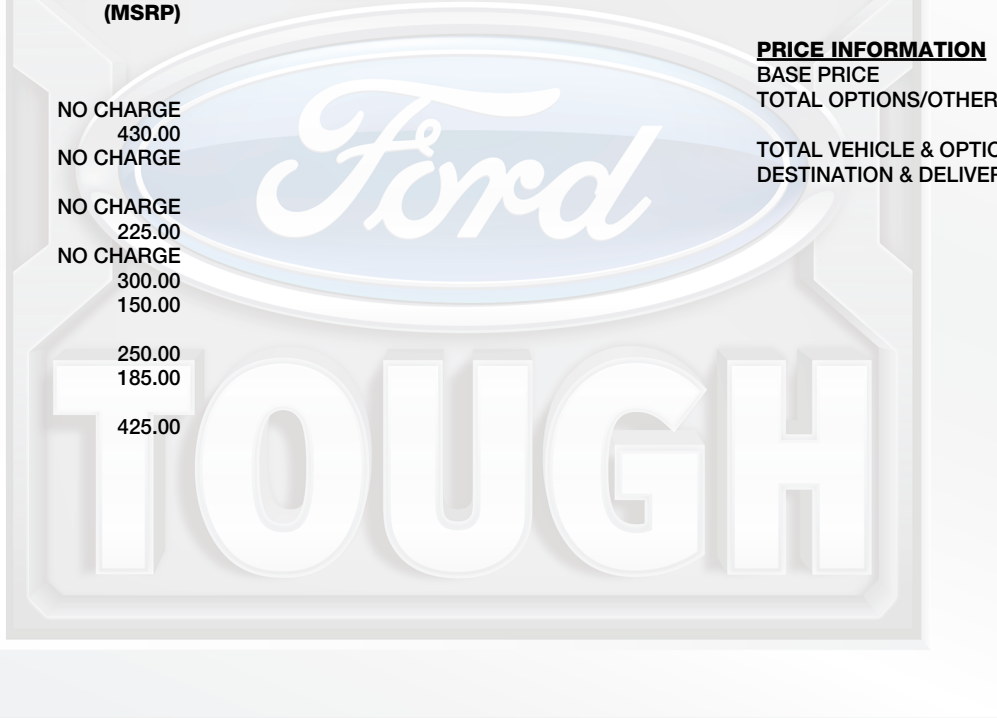 (MSRP)
NO CHARGE
430.00
NO CHARGE
NO CHARGE
225.00
NO CHARGE
300.00
150.00
250.00
185.00
425.00
PRICE INFORMATION
BASE PRICE
TOTAL OPTIONS/OTHER
TOTAL VEHICLE & OPTIO
DESTINATION & DELIVER
Ford
TOUGH